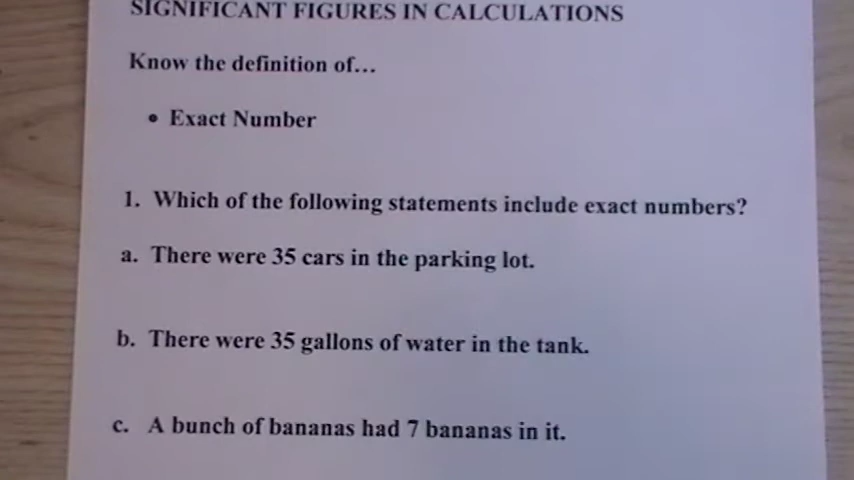 SIGNIFICANT FIGURES IN CALCULATIONS
Know the definition of...
• Exact Number
1. Which of the following statements include exact numbers?
a. There were 35 cars in the parking lot.
b. There were 35 gallons of water in the tank.
c. A bunch of bananas had 7 bananas in it.